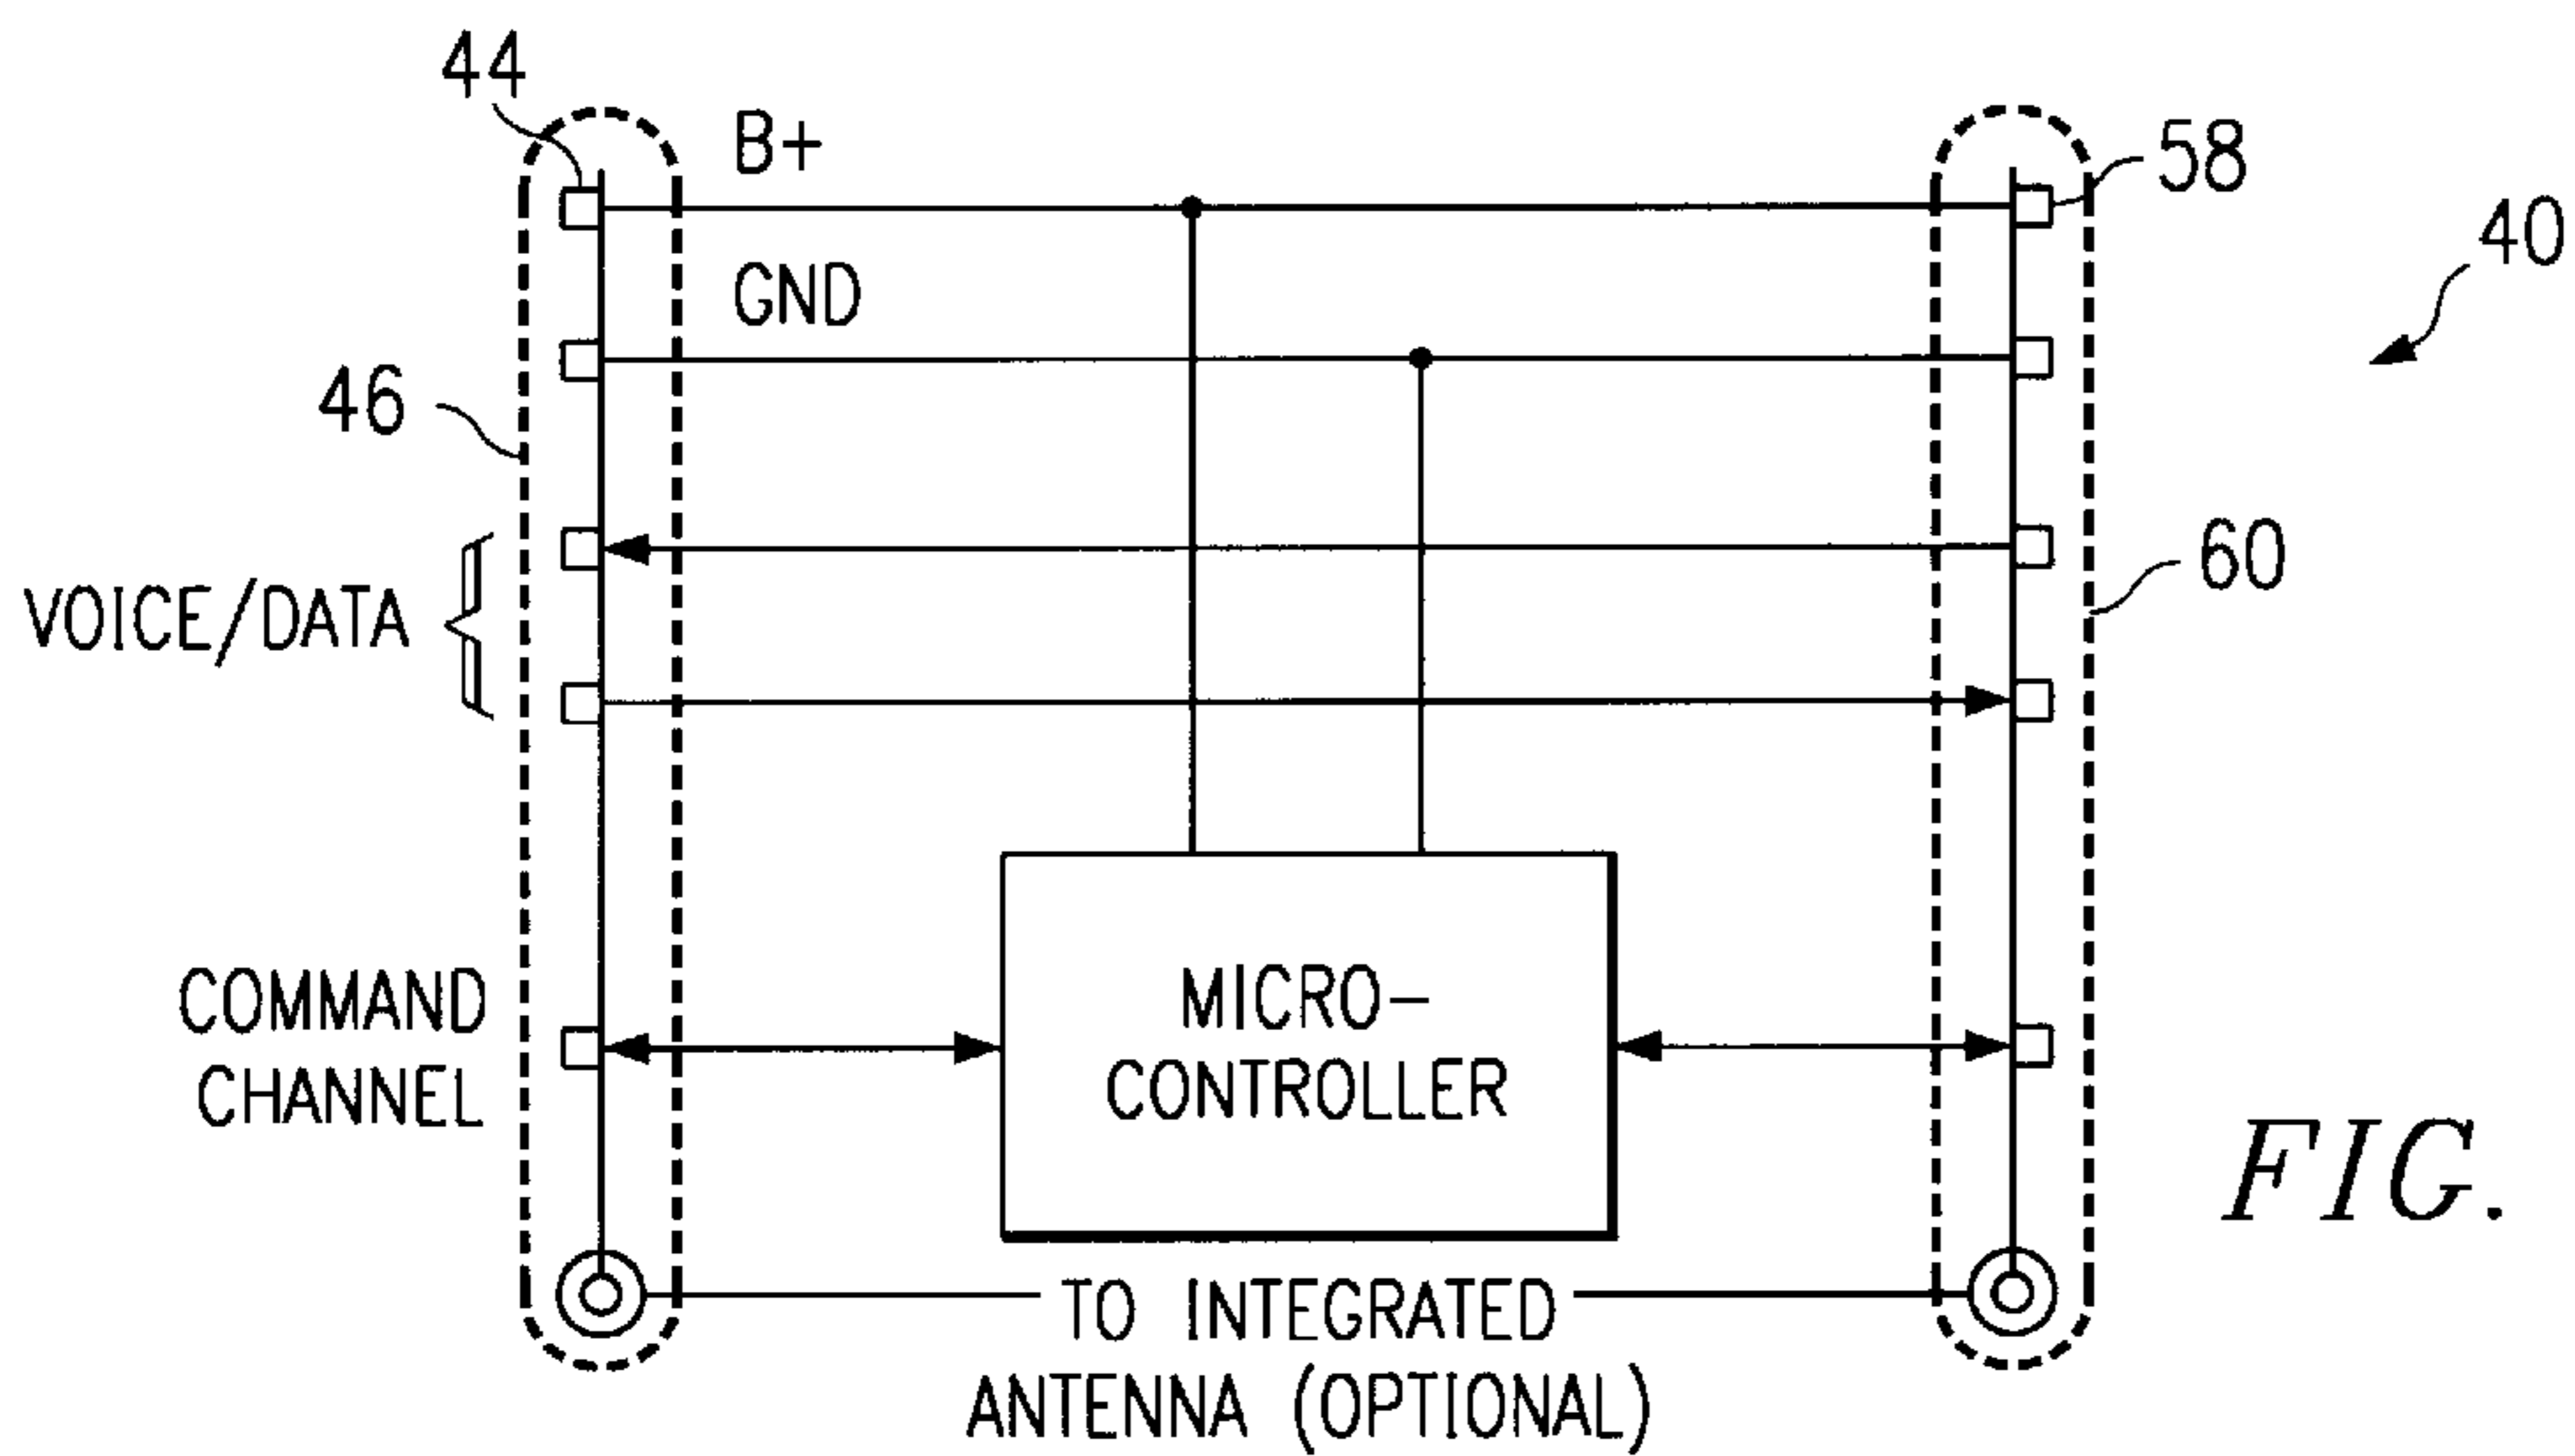 44
B+
58
40
GND
46
VOICE/DATA
60
COMMAND
CHANNEL
MICRO-
CONTROLLER
FIG.
TO INTEGRATED
ANTENNA (OPTIONAL)